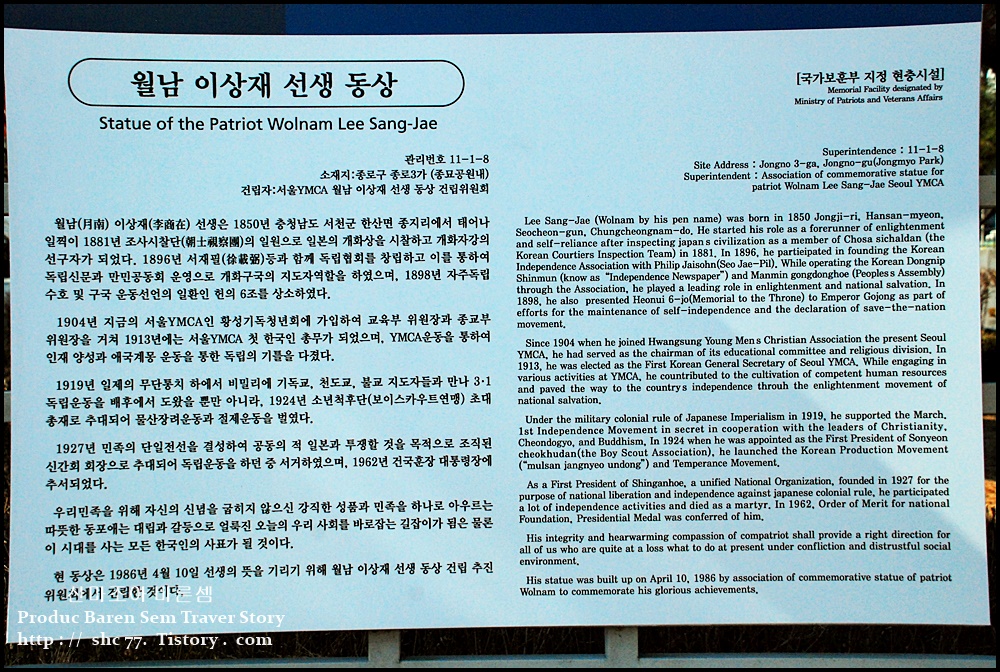 월남 이상재 선생 동상
Statue of the Patriot Wolnam Lee Sang-Jae
[국가보훈부 지정 현충시설]
Memorial Facility designated by
Ministry of Patriots and Veterans Affairs
관리번호 11-1-8
소재지:종로구 종로3가 (종묘공원내)
건립자:서울YMCA 월남 이상재 선생 동상 건립위원회
Superintendence : 11-1-8
Site Address : Jongno 3-ga, Jongno-gu(Jongmyo Park)
Superintendent : Association of commemorative statue for
patriot Wolnam Lee Sang-Jae Seoul YMCA
월남(月南) 이상재(李商在) 선생은 1850년 충청남도 서천군 한산면 종지리에서 태어나
일찍이 1881년 조사시찰단(朝士視察團)의 일원으로 일본의 개화상을 시찰하고 개화자강의
선구자가 되었다. 1896년 서재필(徐載弼)등과 함께 독립협회를 창립하고 이를 통하여
독립신문과 만민공동회 운영으로 개화구국의 지도자역할을 하였으며, 1898년 자주독립
수호 및 구국 운동선언의 일환인 헌의 6조를 상소하였다.
1904년 지금의 서울YMCA인 황성기독청년회에 가입하여 교육부 위원장과 종교부
위원장을 거쳐 1913년에는 서울YMCA 첫 한국인 총무가 되었으며, YMCA운동을 통하여
인재 양성과 애국계몽 운동을 통한 독립의 기틀을 다졌다.
1919년 일제의 무단통치 하에서 비밀리에 기독교, 천도교, 불교 지도자들과 만나 3·1
독립운동을 배후에서 도왔을 뿐만 아니라, 1924년 소년척후단(보이스카우트연맹) 초대
총재로 추대되어 물산장려운동과 절제운동을 벌였다.
1927년 민족의 단일전선을 결성하여 공동의 적 일본과 투쟁할 것을 목적으로 조직된
신간회 회장으로 추대되어 독립운동을 하던 중 서거하였으며, 1962년 건국훈장 대통령장에
추서되었다.
우리민족을 위해 자신의 신념을 굽히지 않으신 강직한 성품과 민족을 하나로 아우르는
따뜻한 동포애는 대립과 갈등으로 얼룩진 오늘의 우리 사회를 바로잡는 길잡이가 됨은 물론
이 시대를 사는 모든 한국인의 사표가 될 것이다.
현 동상은 1986년 4월 10일 선생의 뜻을 기리기 위해 월남 이상재 선생 동상 건립 추진
위원회에서 건립한 것이다.
Lee Sang-Jae (Wolnam by his pen name) was born in 1850 Jongji-ri, Hansan-myeon,
Seocheon-gun, Chungcheongnam-do. He started his role as a forerunner of enlightenment
and self-reliance after inspecting japan s civilization as a member of Chosa sichaldan (the
Korean Courtiers Inspection Team) in 1881. In 1896, he partieipated in founding the Korean
Independence Association with Philip Jaisohn(Seo Jae-Pil). While operating the Korean Dongnip
Shinmun (know as "Independence Newspaper") and Manmin gongdonghoe (Peoples s Assembly)
through the Association, he played a leading role in enlightenment and national salvation. In
1898, he also presented Heonui 6-jo(Memorial to the Throne) to Emperor Gojong as part of
efforts for the maintenance of self-independence and the declaration of save-the-nation
movement.
Since 1904 when he joined Hwangsung Young Men s Christian Association the present Seoul
YMCA, he had served as the chairman of its educational committee and religious division. In
1913, he was elected as the First Korean General Secretary of Seoul YMCA. While engaging in
various activities at YMCA, he countributed to the cultivation of competent human resources
and paved the way to the country s independence throuh the enlightenment movement of
national salvation.
Under the military colonial rule of Japanese Imperialism in 1919, he supported the March,
1st Independence Movement in secret in cooperation with the leaders of Christianity,
Cheondogyo, and Buddhism. In 1924 when he was appointed as the First President of Sonyeon
cheokhudan(the Boy Scout Association), he launched the Korean Production Movement
("mulsan jangnyeo undong") and Temperance Movement.
As a First President of Shinganhoe, a unified National Organization, founded in 1927 for the
purpose of national liberation and independence against japanese colonial rule, he participated
a lot of independence activities and died as a martyr. In 1962, Order of Merit for national
Foundation, Presidential Medal was conferred of him.
His integrity and hearwarming compassion of compatriot shall provide a right direction for
all of us who are quite at a loss what to do at present under confliction and distrustful social
environment.
His statue was built up on April 10, 1986 by association of commemorative statue of patriot
Wolnam to commemorate his glorious achievements.
Produc Baren Sem Traver Story
http : // shc 77. Tistory . com